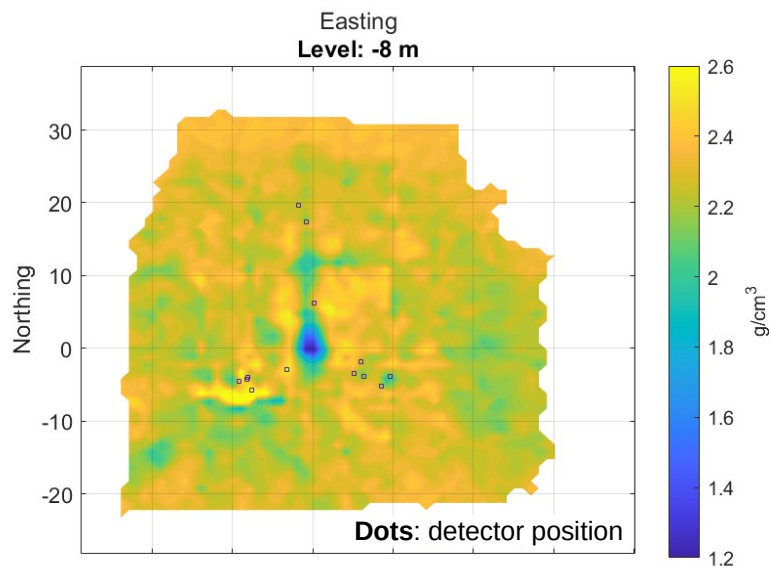 Easting
Level: -8 m
30
20
10
0
-10
-20
Northing
Dots: detector position
2.6
2.4
2.2
2
1.8
1.6
1.4
1.2
g/cm³